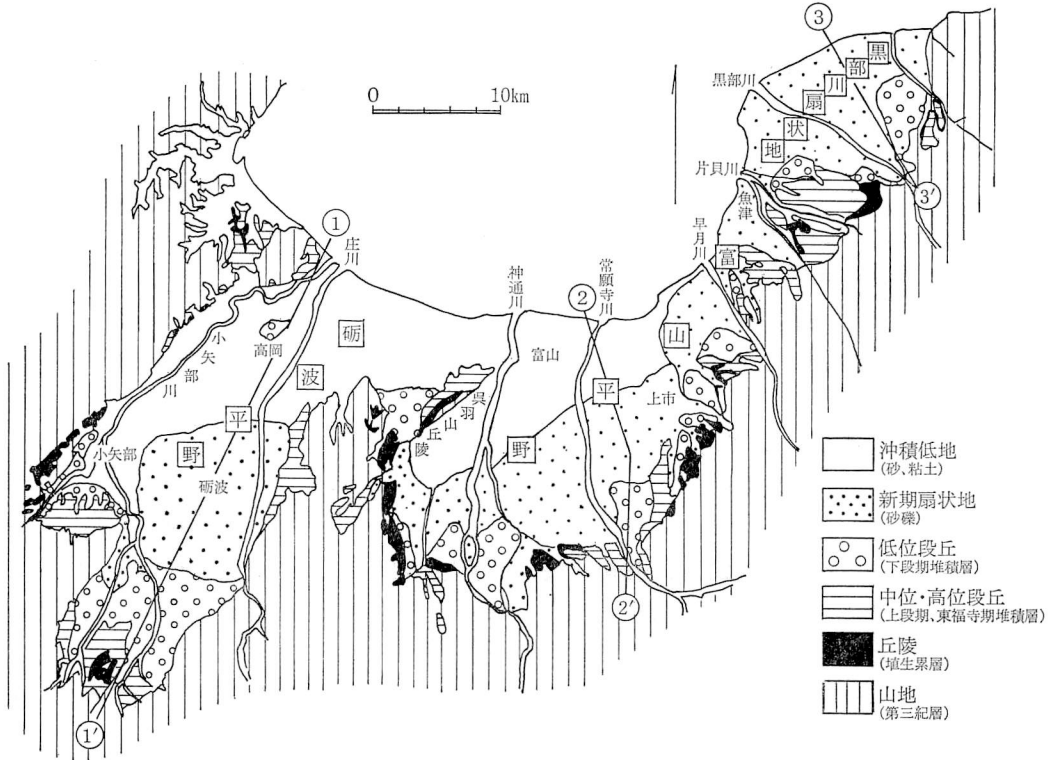 0 10km
③
黒部川扇状地
黒部川
片貝川
魚津
早月川
③'
①
庄川
神通川
常願寺川
②
富山平野
砺波平野
小矢部川
高岡
富山
呉羽山丘陵
上市
小矢部
砺波
②'
①'
沖積低地
(砂、粘土)
新期扇状地
(砂礫)
低位段丘
(下段期堆積層)
中位・高位段丘
(上段期、東福寺期堆積層)
丘陵
(埴生累層)
山地
(第三紀層)